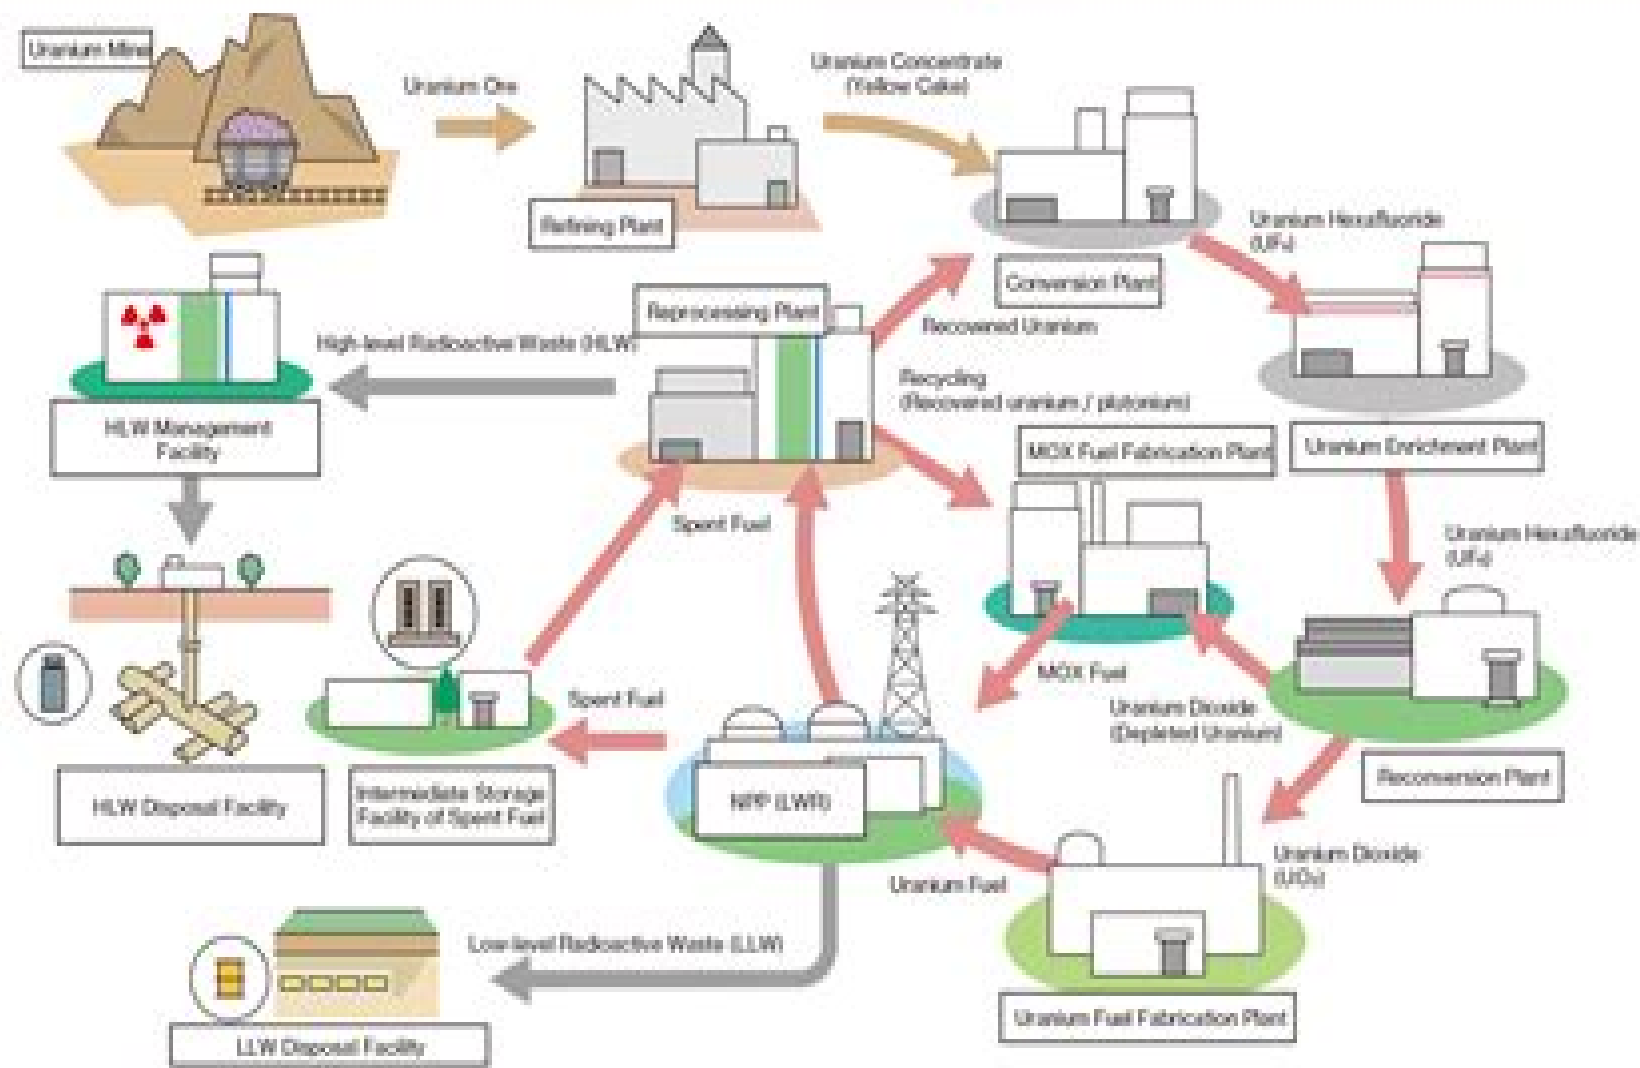 Uranium Mine
Uranium Ore
Uranium Concentrate
(Yellow Cake)
Refining Plant
Uranium Hexafluoride
(UF₆)
Conversion Plant
Reprocessing Plant
Recovered Uranium
High-level Radioactive Waste (HLW)
Recycling
(Recovered uranium / plutonium)
HLW Management
Facility
MOX Fuel Fabrication Plant
Uranium Enrichment Plant
Spent Fuel
Uranium Hexafluoride
(UF₆)
MOX Fuel
Spent Fuel
Uranium Dioxide
(Depleted Uranium)
Reconversion Plant
HLW Disposal Facility
Intermediate Storage
Facility of Spent Fuel
NPP (LWR)
Uranium Dioxide
(UO₂)
Uranium Fuel
Low-level Radioactive Waste (LLW)
Uranium Fuel Fabrication Plant
LLW Disposal Facility